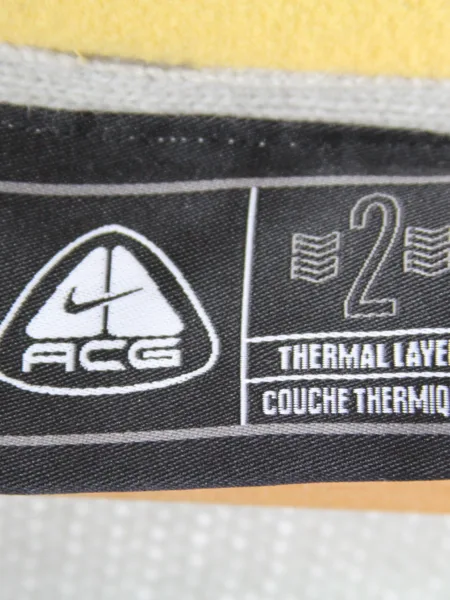 ACG
2
THERMAL LAYE
COUCHE THERMIQ